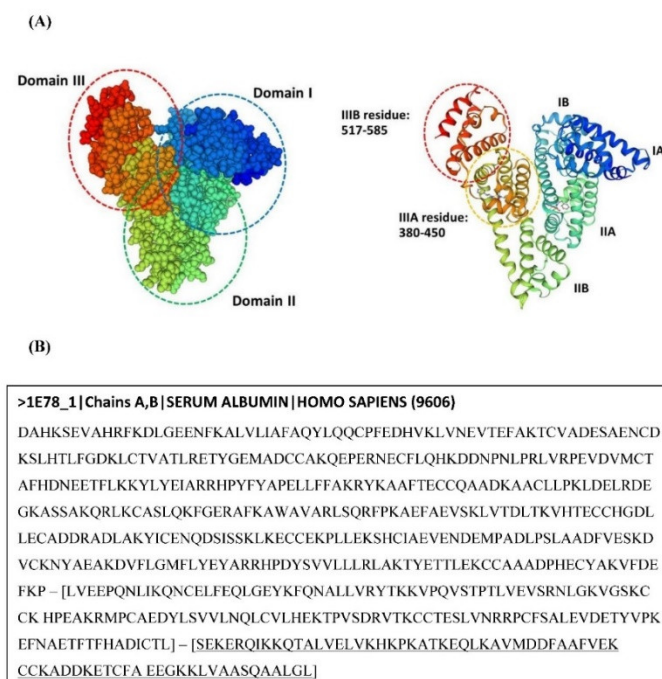 (A)
Domain III
Domain I
Domain II
IIIB residue:
517-585
IIIA residue:
380-450
IB
IA
IIA
IIB
(B)
>1E78_1|Chains A,B|SERUM ALBUMIN|HOMO SAPIENS (9606)
DAHKSEVAHRFKDLGEENFKALVLIAFAQYLQQCPFEDHVKLVNEVTEFAKTCVADESAENCD
KSLHTLFGDKLCTVATLRETYGEMADCCAKQEPERNECFLQHKDDNPNLPRLVRPEVDVMCT
AFHDNEETFLKKYLYEIARRHPYFYAPELLFFAKRYKAAFTECCQAADKAACLLPKLDELRDE
GKASSAKQRLKCASLQKFGERAFKAWAVARLSQRFPKAEFAEVSKLVTDLTKVHTECCHGDL
LECADDRADLAKYICENQDSISSKLKECCEKPLLEKSHCIAEVENDEMPADLPSLAADFVESKD
VCKNYAEAKDVFLGMFLYEYARRHPDYSVVLLLRLAKTYETTLEKCCAAADPHECYAKVFDE
FKP – [LVEEPQNLIKQNCELFEQLGEYKFQNALLVRYTKKVPQVSTPTLVEVSRNLGKVGSKC
CK HPEAKRMPCAEDYLSVVLNQLCVLHEKTPVSDRVTKCCTESLVNRRPCFSALEVDETYVPK
EFNAETFTFHADICTL] – [SEKERQIKKQTALVELVKHKPKATKEQLKAVMDDFAAFVEK
CCKADDKETCFA EEGKKLVAASQAALGL]